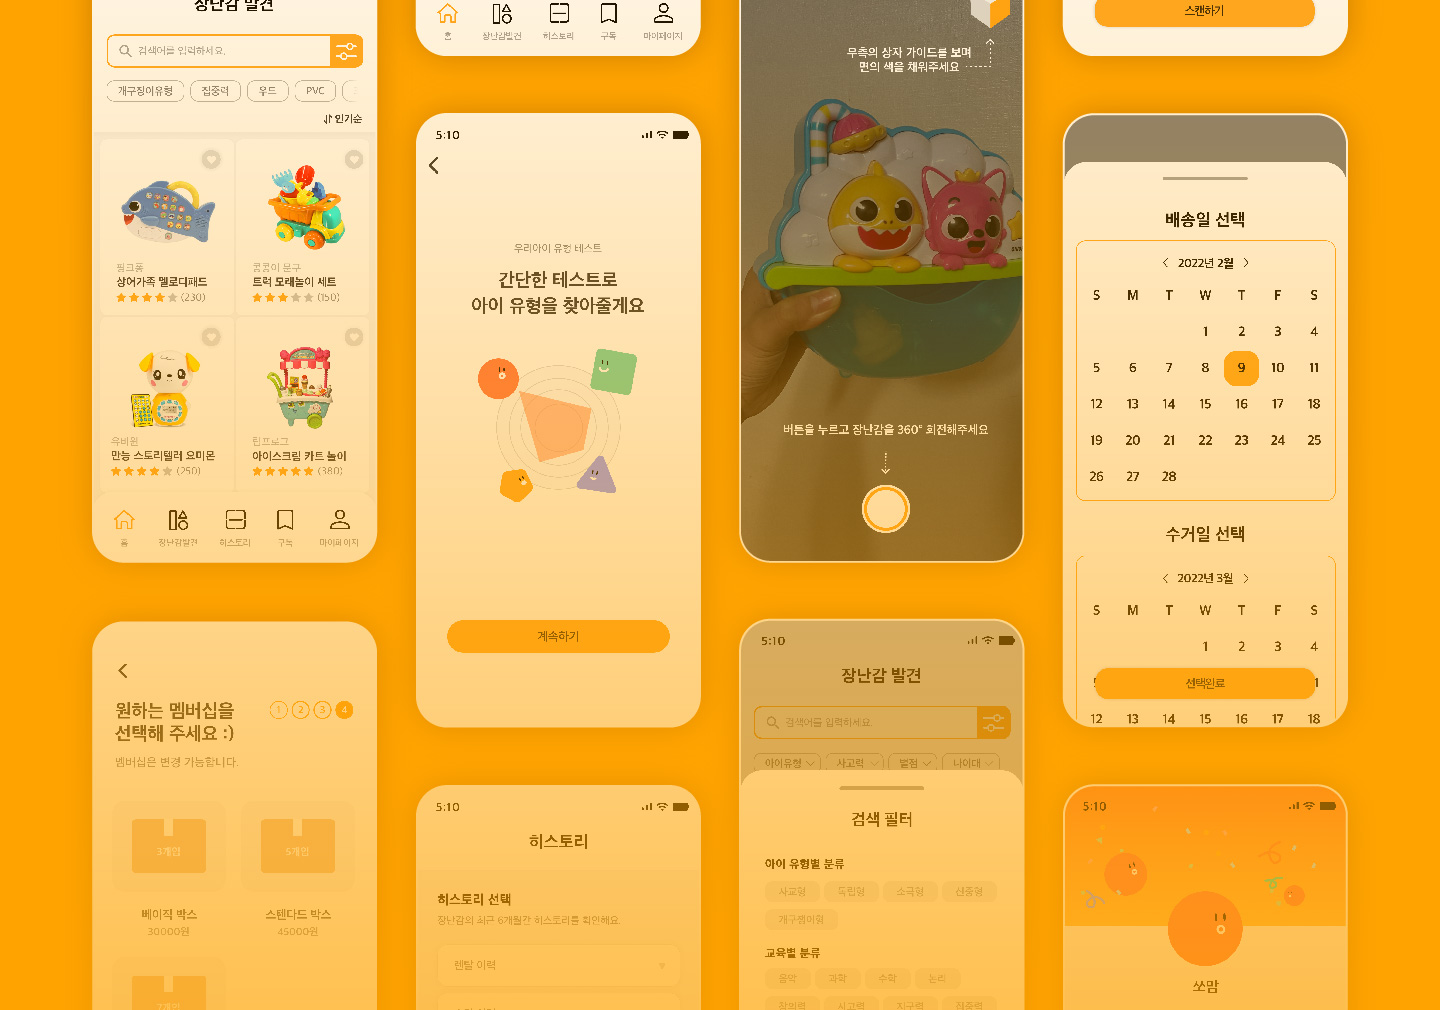 장난감 발견
검색어를 입력하세요.
개구쟁이유형
집중력
우드
PVC
인기순
핑크퐁
상어가족 멜로디패드
(230)
콩콩이 문구
트럭 모래놀이 세트
(150)
유비윈
만능 스토리텔러 요미몬
(250)
린프로그
아이스크림 카트 놀이
(380)
홈
장난감발견
히스토리
구독
마이페이지
원하는 멤버십을
선택해 주세요 :)
1 2 3 4
멤버십은 변경 가능합니다.
3개입
5개입
베이직 박스
30000원
스텐다드 박스
45000원
7개입
홈
장난감발견
히스토리
구독
마이페이지
5:10
우리아이 유형 테스트
간단한 테스트로
아이 유형을 찾아줄게요
계속하기
5:10
히스토리
히스토리 선택
장난감의 최근 6개월간 히스토리를 확인해요.
렌탈 이력
우측의 상자 가이드를 보며
면의 색을 채워주세요
버튼을 누르고 장난감을 360° 회전해주세요
5:10
장난감 발견
검색어를 입력하세요.
아이유형
사고력
별점
나이대
검색 필터
아이 유형별 분류
사교형
독립형
소극형
신중형
개구쟁이형
교육별 분류
음악
과학
수학
논리
창의력
사고력
지구력
집중력
스캔하기
배송일 선택
2022년 2월
S M T W T F S
1 2 3 4
5 6 7 8 9 10 11
12 13 14 15 16 17 18
19 20 21 22 23 24 25
26 27 28
수거일 선택
2022년 3월
S M T W T F S
1 2 3 4
선택완료
12 13 14 15 16 17 18
5:10
쏘맘